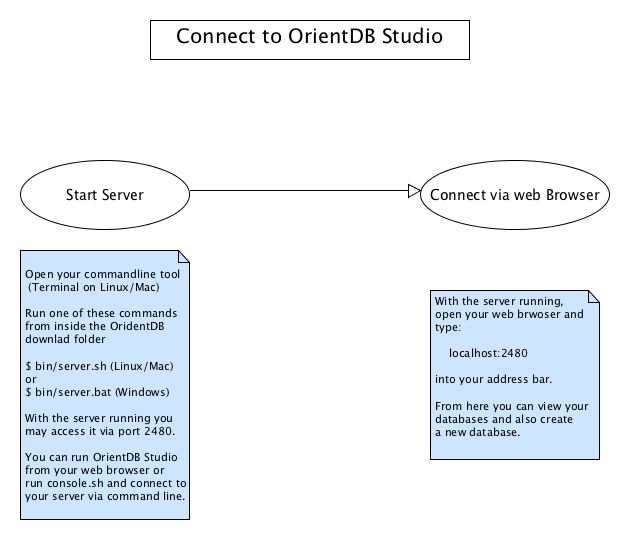 Connect to OrientDB Studio
Start Server
Connect via web Browser
Open your commandline tool
(Terminal on Linux/Mac)
Run one of these commands
from inside the OridentDB
downlad folder
$ bin/server.sh (Linux/Mac)
or
$ bin/server.bat (Windows)
With the server running you
may access it via port 2480.
You can run OrientDB Studio
from your web browser or
run console.sh and connect to
your server via command line.
With the server running,
open your web brwoser and
type:
localhost:2480
into your address bar.
From here you can view your
databases and also create
a new database.